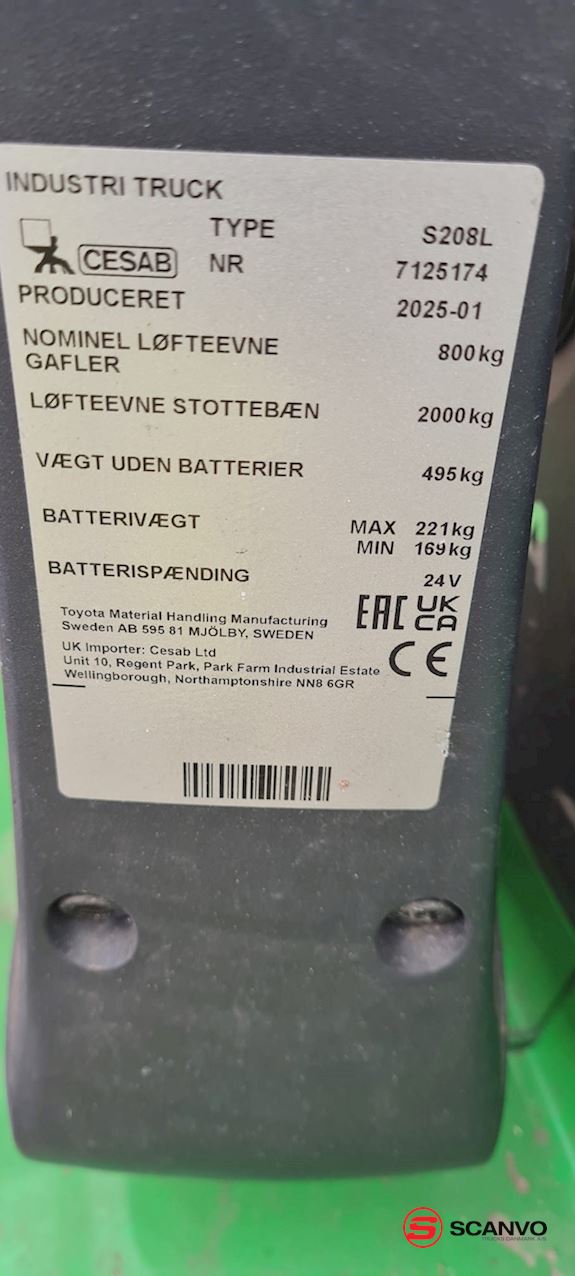 INDUSTRI TRUCK
TYPE S208L
CESAB NR 7125174
PRODUCERET 2025-01
NOMINEL LØFTEEVNE
GAFLER 800kg
LØFTEEVNE STOTTEBÆN 2000kg
VÆGT UDEN BATTERIER 495kg
BATTERIVÆGT MAX 221kg
MIN 169kg
BATTERISPÆNDING 24V
Toyota Material Handling Manufacturing
Sweden AB 595 81 MJÖLBY, SWEDEN
EAC UK CA
UK Importer: Cesab Ltd
Unit 10, Regent Park, Park Farm Industrial Estate
Wellingborough, Northamptonshire NN8 6GR
CE
S SCANVO
TRUCKS DANMARK A/S